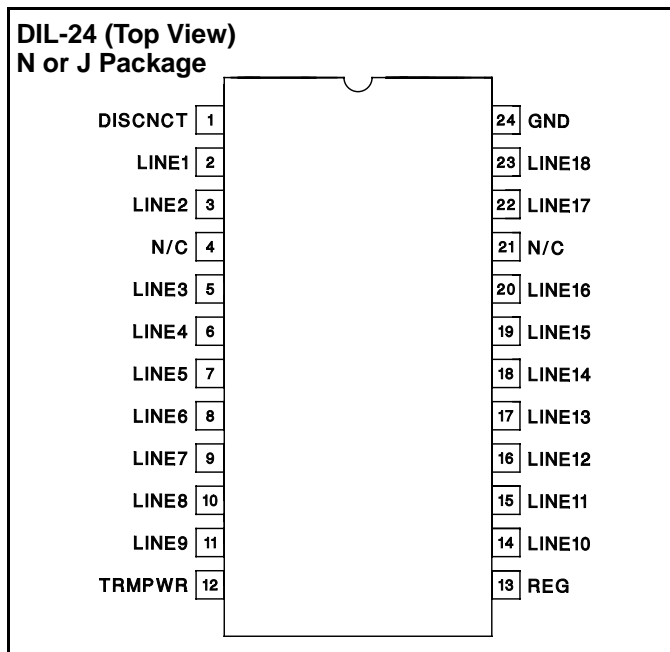 DIL-24 (Top View)
N or J Package
DISCNCT 1
24 GND
LINE1 2
23 LINE18
LINE2 3
22 LINE17
N/C 4
21 N/C
LINE3 5
20 LINE16
LINE4 6
19 LINE15
LINE5 7
18 LINE14
LINE6 8
17 LINE13
LINE7 9
16 LINE12
LINE8 10
15 LINE11
LINE9 11
14 LINE10
TRMPWR 12
13 REG